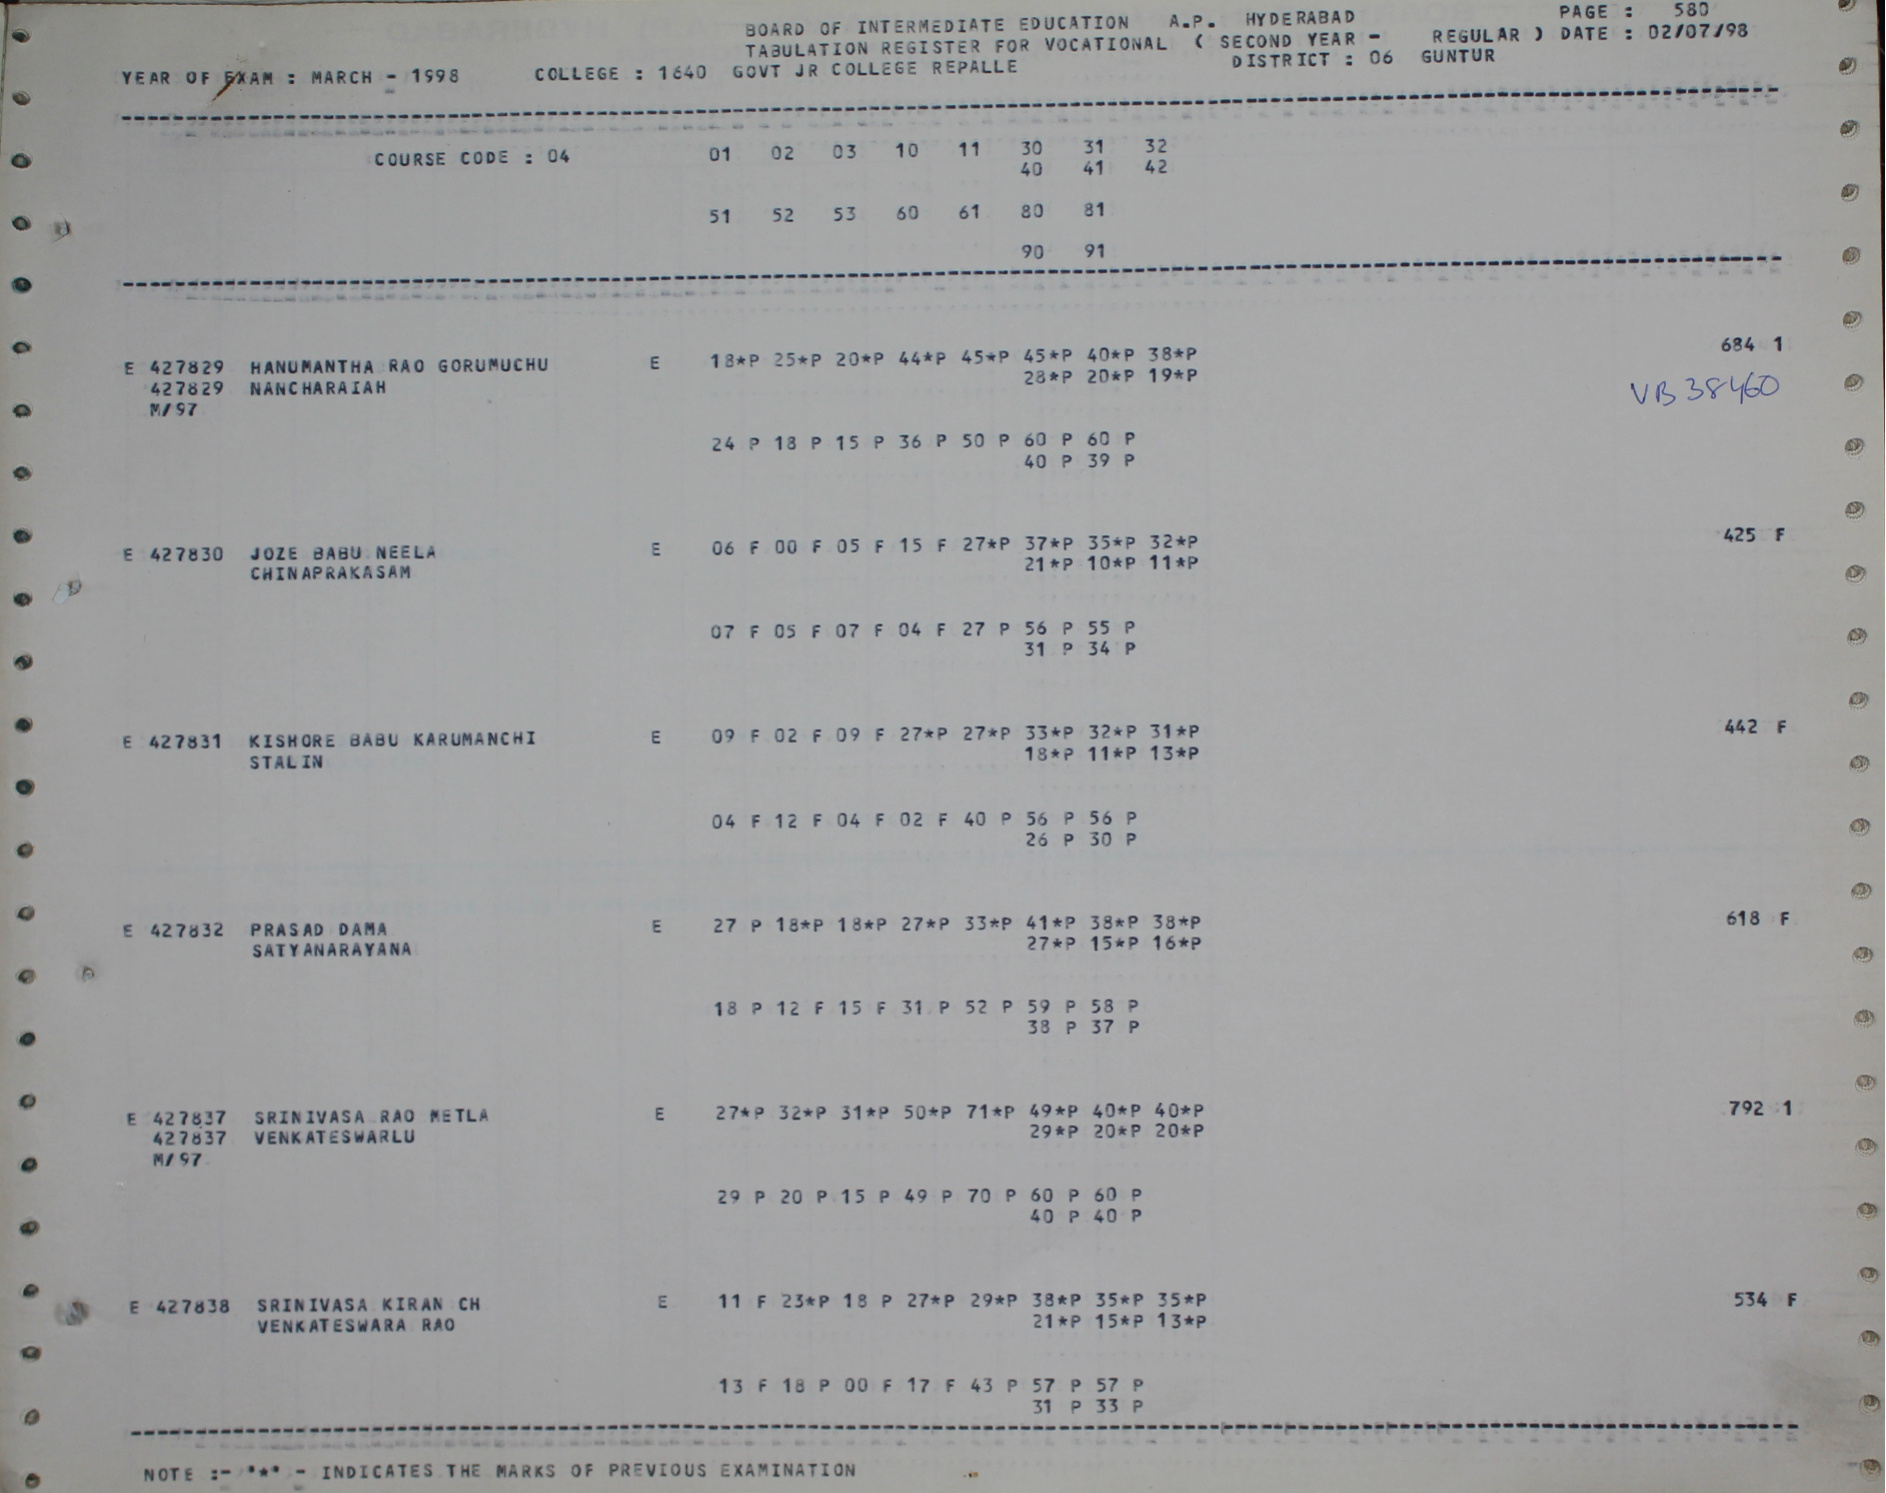 BOARD OF INTERMEDIATE EDUCATION A.P. HYDERABAD PAGE : 580
TABULATION REGISTER FOR VOCATIONAL ( SECOND YEAR - REGULAR ) DATE : 02/07/98
YEAR OF EXAM : MARCH - 1998 COLLEGE : 1640 GOVT JR COLLEGE REPALLE DISTRICT : 06 GUNTUR
COURSE CODE : 04 01 02 03 10 11 30 31 32
40 41 42
51 52 53 60 61 80 81
90 91
E 427829 HANUMANTHA RAO GORUMUCHU E 18*P 25*P 20*P 44*P 45*P 45*P 40*P 38*P 684 1
427829 NANCHARAIAH 28*P 20*P 19*P VB 38460
M/97
24 P 18 P 15 P 36 P 50 P 60 P 60 P
40 P 39 P
E 427830 JOZE BABU NEELA E 06 F 00 F 05 F 15 F 27*P 37*P 35*P 32*P 425 F
CHINAPRAKASAM 21*P 10*P 11*P
07 F 05 F 07 F 04 F 27 P 56 P 55 P
31 P 34 P
E 427831 KISHORE BABU KARUMANCHI E 09 F 02 F 09 F 27*P 27*P 33*P 32*P 31*P 442 F
STALIN 18*P 11*P 13*P
04 F 12 F 04 F 02 F 40 P 56 P 56 P
26 P 30 P
E 427832 PRASAD DAMA E 27 P 18*P 18*P 27*P 33*P 41*P 38*P 38*P 618 F
SATYANARAYANA 27*P 15*P 16*P
18 P 12 F 15 F 31 P 52 P 59 P 58 P
38 P 37 P
E 427837 SRINIVASA RAO METLA E 27*P 32*P 31*P 50*P 71*P 49*P 40*P 40*P 792 1
427837 VENKATESWARLU 29*P 20*P 20*P
M/97
29 P 20 P 15 P 49 P 70 P 60 P 60 P
40 P 40 P
E 427838 SRINIVASA KIRAN CH E 11 F 23*P 18 P 27*P 29*P 38*P 35*P 35*P 534 F
VENKATESWARA RAO 21*P 15*P 13*P
13 F 18 P 00 F 17 F 43 P 57 P 57 P
31 P 33 P
NOTE :- "*" - INDICATES THE MARKS OF PREVIOUS EXAMINATION